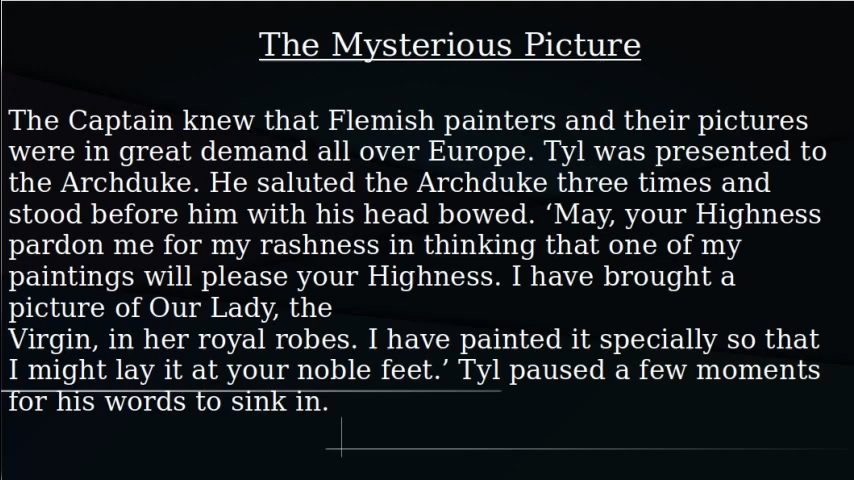 The Mysterious Picture
The Captain knew that Flemish painters and their pictures
were in great demand all over Europe. Tyl was presented to
the Archduke. He saluted the Archduke three times and
stood before him with his head bowed. ‘May, your Highness
pardon me for my rashness in thinking that one of my
paintings will please your Highness. I have brought a
picture of Our Lady, the
Virgin, in her royal robes. I have painted it specially so that
I might lay it at your noble feet.’ Tyl paused a few moments
for his words to sink in.